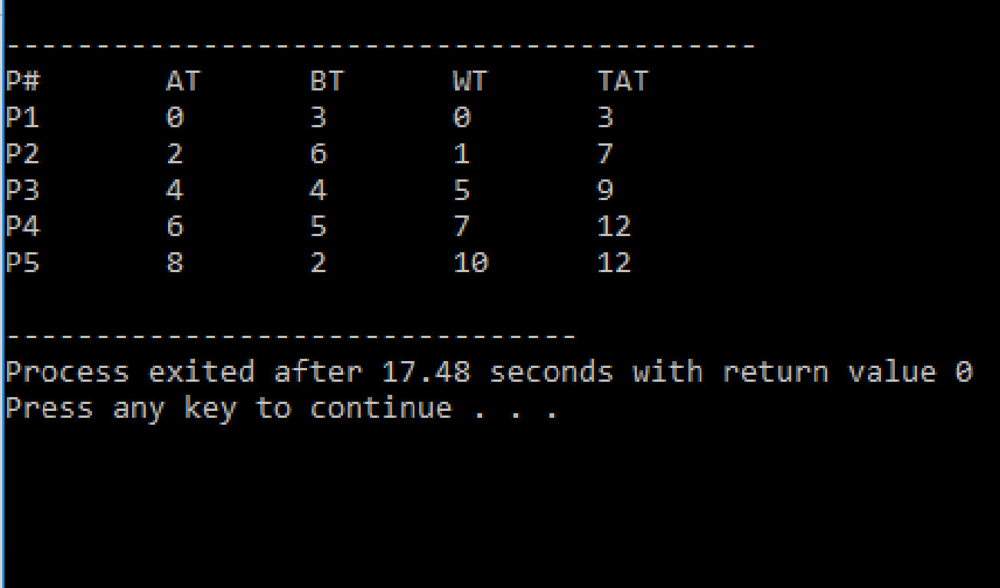 ------------------------------------------
P# AT BT WT TAT
P1 0 3 0 3
P2 2 6 1 7
P3 4 4 5 9
P4 6 5 7 12
P5 8 2 10 12
--------------------------------
Process exited after 17.48 seconds with return value 0
Press any key to continue . . .